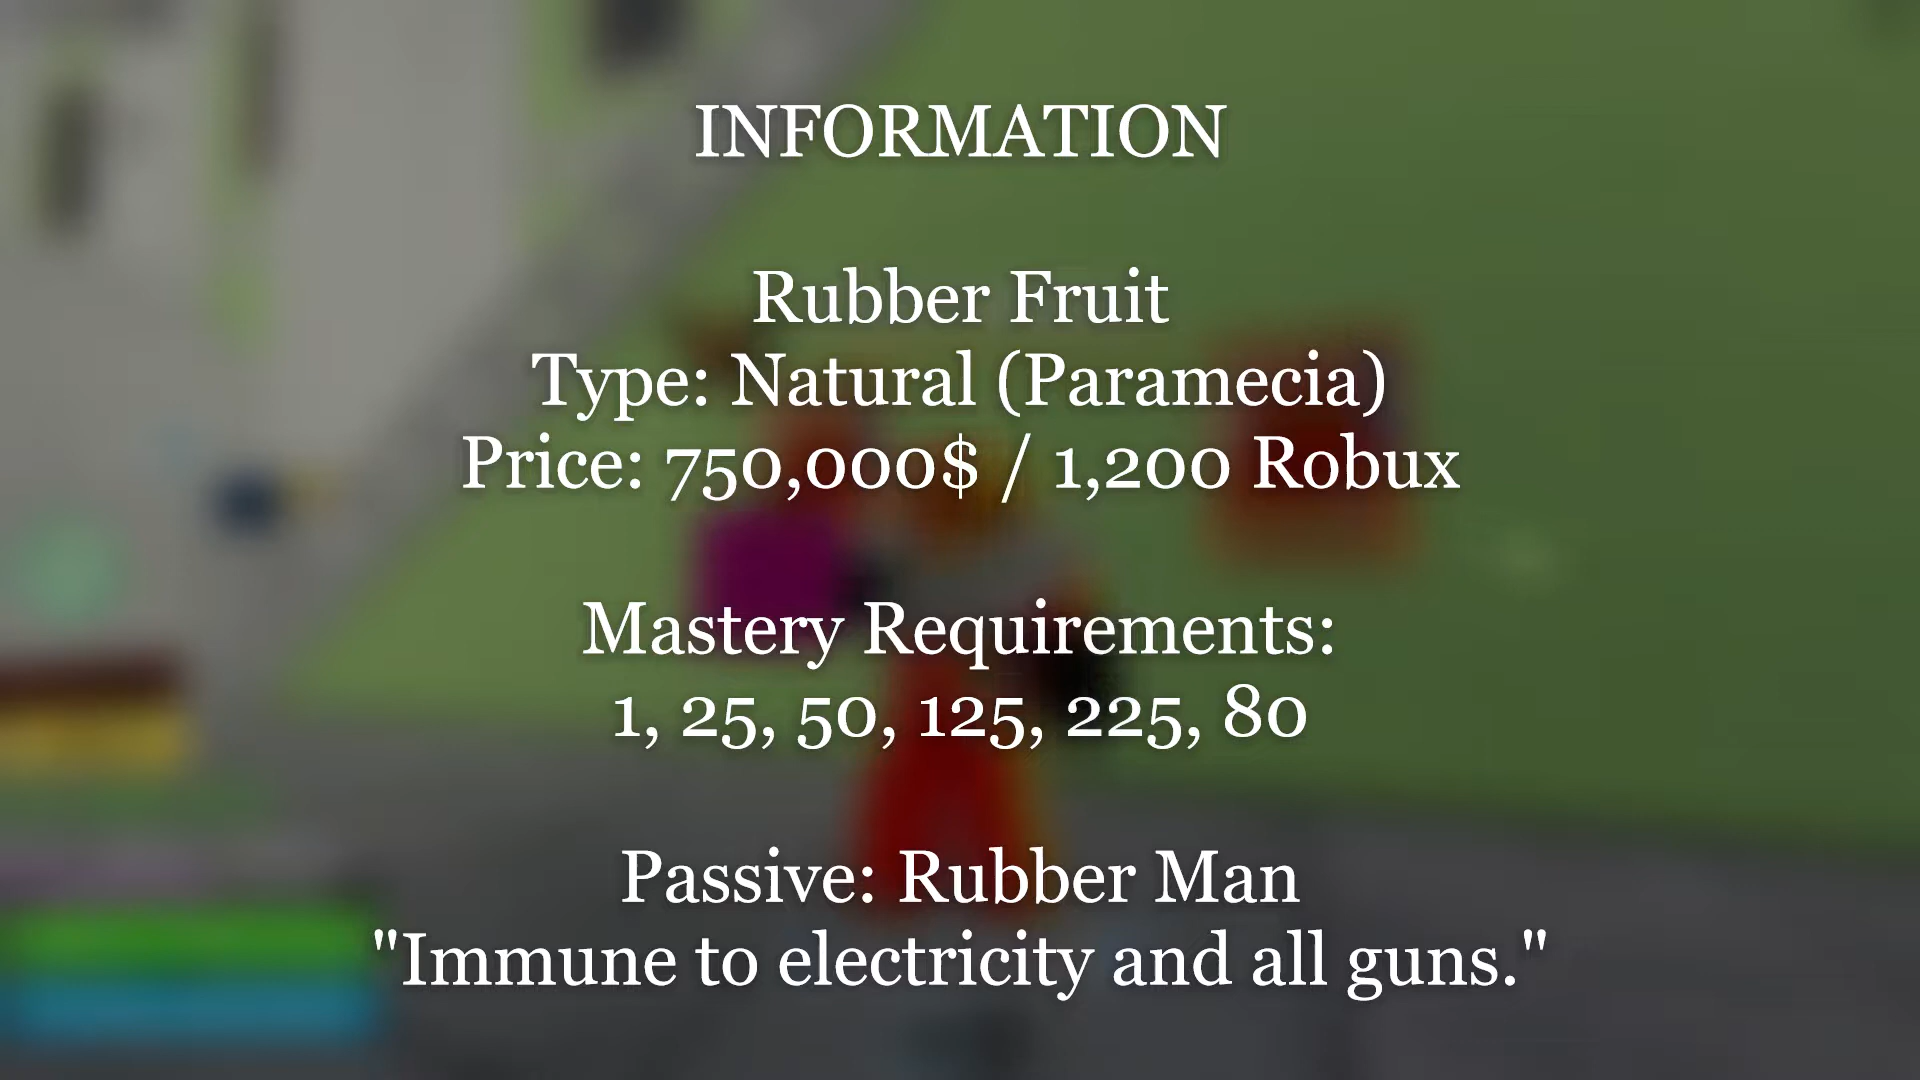 INFORMATION
Rubber Fruit
Type: Natural (Paramecia)
Price: 750,000$ / 1,200 Robux
Mastery Requirements:
1, 25, 50, 125, 225, 80
Passive: Rubber Man
"Immune to electricity and all guns."